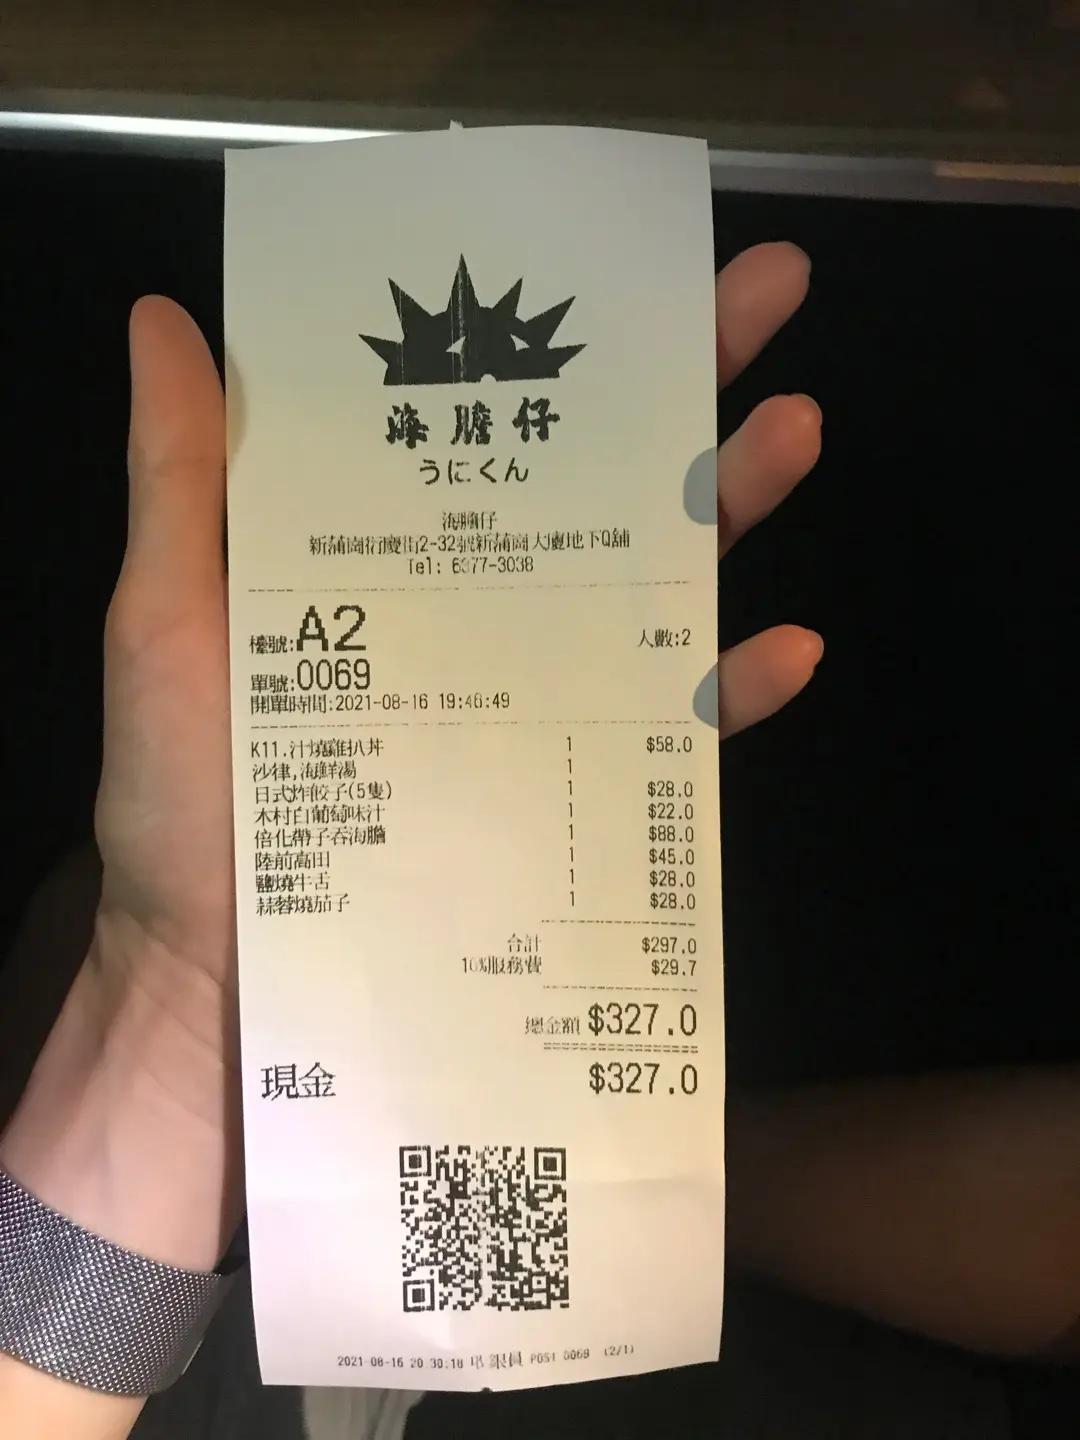 海膽仔
うにくん
海膽仔
新蒲崗衍慶街2-32號新蒲崗大廈地下Q舖
Tel: 6377-3038
檯號:A2 人數:2
單號:0069
開單時間:2021-08-16 19:46:49
K11.汁燒雞扒丼 1 $58.0
沙律,海鮮湯 1
日式炸餃子(5隻) 1 $28.0
木村白葡萄味汁 1 $22.0
倍化帶子吞海膽 1 $88.0
陸前高田 1 $45.0
鹽燒牛舌 1 $28.0
蒜蓉燒茄子 1 $28.0
合計 $297.0
10%服務費 $29.7
總金額 $327.0
現金 $327.0
2021-08-16 20:30:18 收銀員 POS1 0069 (2/1)